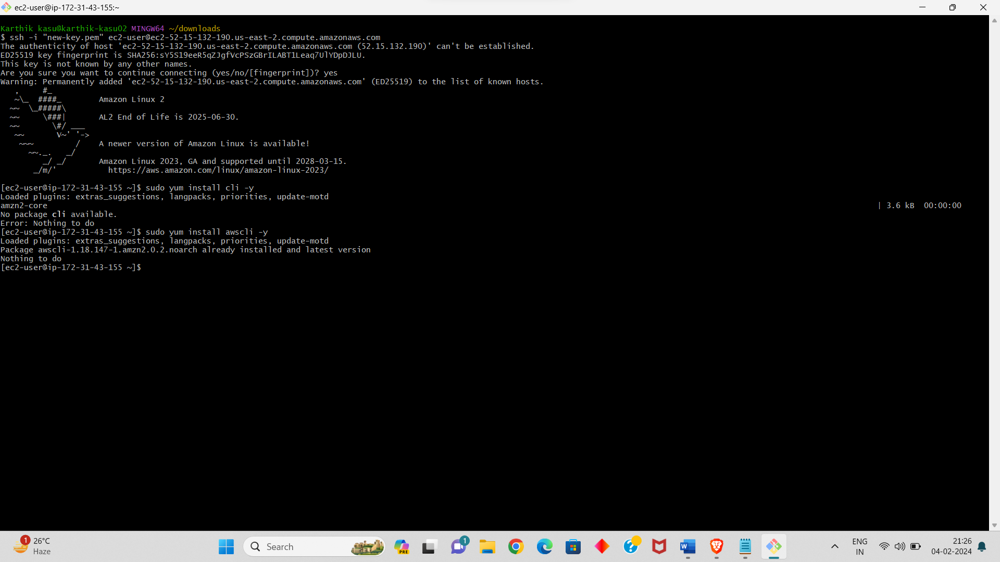 ec2-user@ip-172-31-43-155:~
Karthik kasu@karthik-kasu02 MINGW64 ~/downloads
$ ssh -i "new-key.pem" ec2-user@ec2-52-15-132-190.us-east-2.compute.amazonaws.com
The authenticity of host 'ec2-52-15-132-190.us-east-2.compute.amazonaws.com (52.15.132.190)' can't be established.
ED25519 key fingerprint is SHA256:sY5S19eeR5qZJgfVcPSzGBrILABT1Leaq7UlYDpDJLU.
This key is not known by any other names.
Are you sure you want to continue connecting (yes/no/[fingerprint])? yes
Warning: Permanently added 'ec2-52-15-132-190.us-east-2.compute.amazonaws.com' (ED25519) to the list of known hosts.
   ,     #_
   ~\_  ####_        Amazon Linux 2
  ~~  \_#####\
  ~~     \###|       AL2 End of Life is 2025-06-30.
  ~~       \#/ ___
   ~~       V~' '->
    ~~~         /    A newer version of Amazon Linux is available!
      ~~._.   _/
         _/ _/       Amazon Linux 2023, GA and supported until 2028-03-15.
       _/m/'           https://aws.amazon.com/linux/amazon-linux-2023/
[ec2-user@ip-172-31-43-155 ~]$ sudo yum install cli -y
Loaded plugins: extras_suggestions, langpacks, priorities, update-motd
amzn2-core | 3.6 kB  00:00:00
No package cli available.
Error: Nothing to do
[ec2-user@ip-172-31-43-155 ~]$ sudo yum install awscli -y
Loaded plugins: extras_suggestions, langpacks, priorities, update-motd
Package awscli-1.18.147-1.amzn2.0.2.noarch already installed and latest version
Nothing to do
[ec2-user@ip-172-31-43-155 ~]$
1
26°C
Haze
Search
PRE
1
W
ENG
IN
21:26
04-02-2024